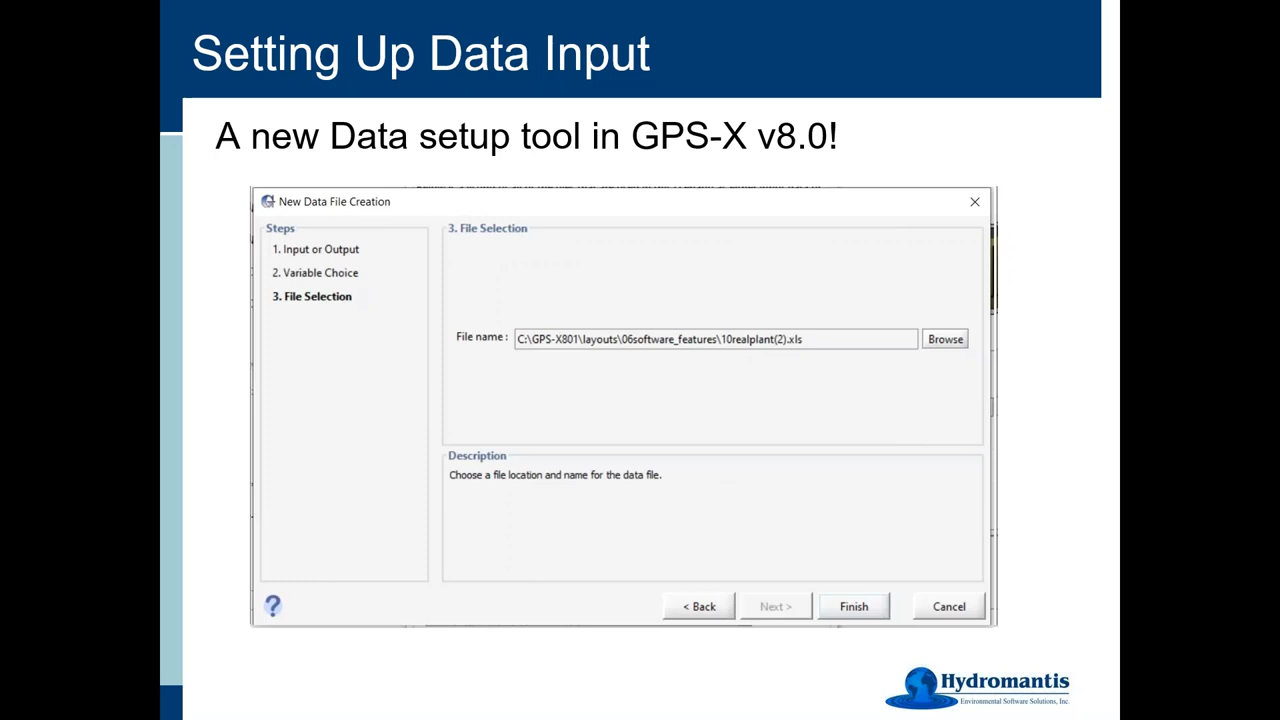 Setting Up Data Input
A new Data setup tool in GPS-X v8.0!
New Data File Creation
Steps
1. Input or Output
2. Variable Choice
3. File Selection
3. File Selection
File name :
C:\GPS-X801\layouts\06software_features\10realplant(2).xls
Browse
Description
Choose a file location and name for the data file.
?
< Back
Next >
Finish
Cancel
Hydromantis
Environmental Software Solutions, Inc.